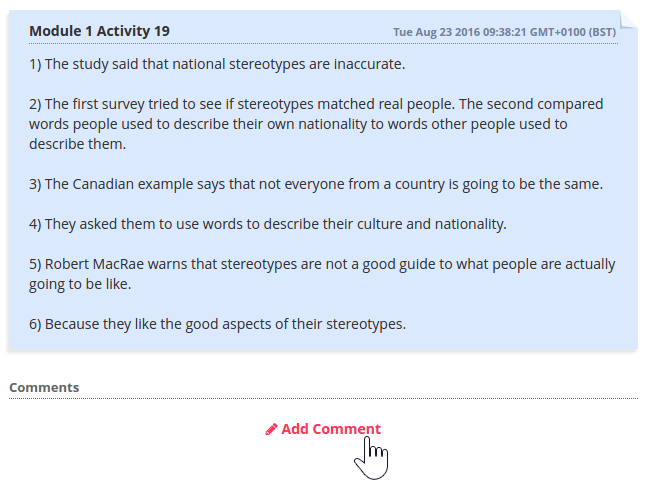 Module 1 Activity 19 Tue Aug 23 2016 09:38:21 GMT+0100 (BST)
1) The study said that national stereotypes are inaccurate.
2) The first survey tried to see if stereotypes matched real people. The second compared
words people used to describe their own nationality to words other people used to
describe them.
3) The Canadian example says that not everyone from a country is going to be the same.
4) They asked them to use words to describe their culture and nationality.
5) Robert MacRae warns that stereotypes are not a good guide to what people are actually
going to be like.
6) Because they like the good aspects of their stereotypes.
Comments
Add Comment